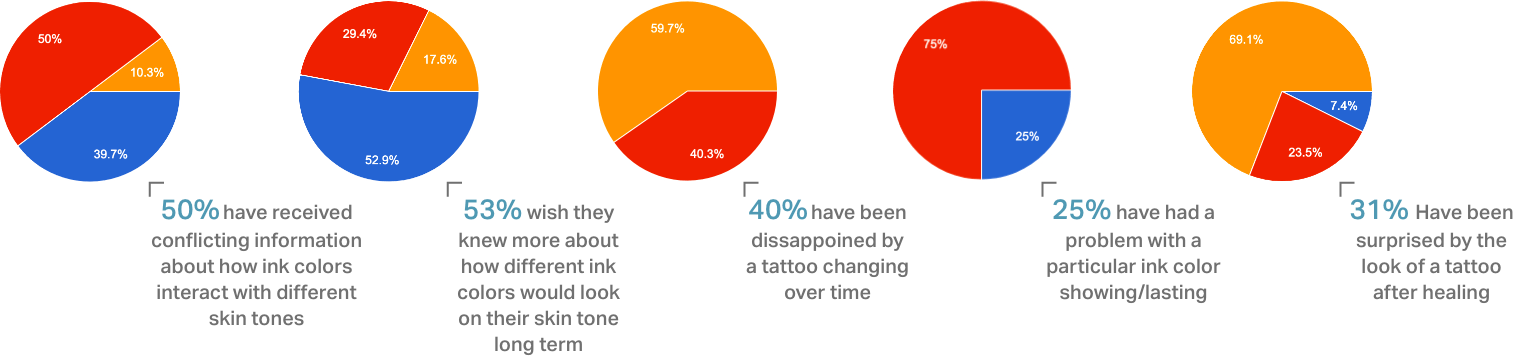 50%
10.3%
39.7%
29.4%
17.6%
52.9%
59.7%
40.3%
75%
25%
69.1%
7.4%
23.5%
50% have received
conflicting information
about how ink colors
interact with different
skin tones
53% wish they
knew more about
how different ink
colors would look
on their skin tone
long term
40% have been
dissappoined by
a tattoo changing
over time
25% have had a
problem with a
particular ink color
showing/lasting
31% Have been
surprised by the
look of a tattoo
after healing